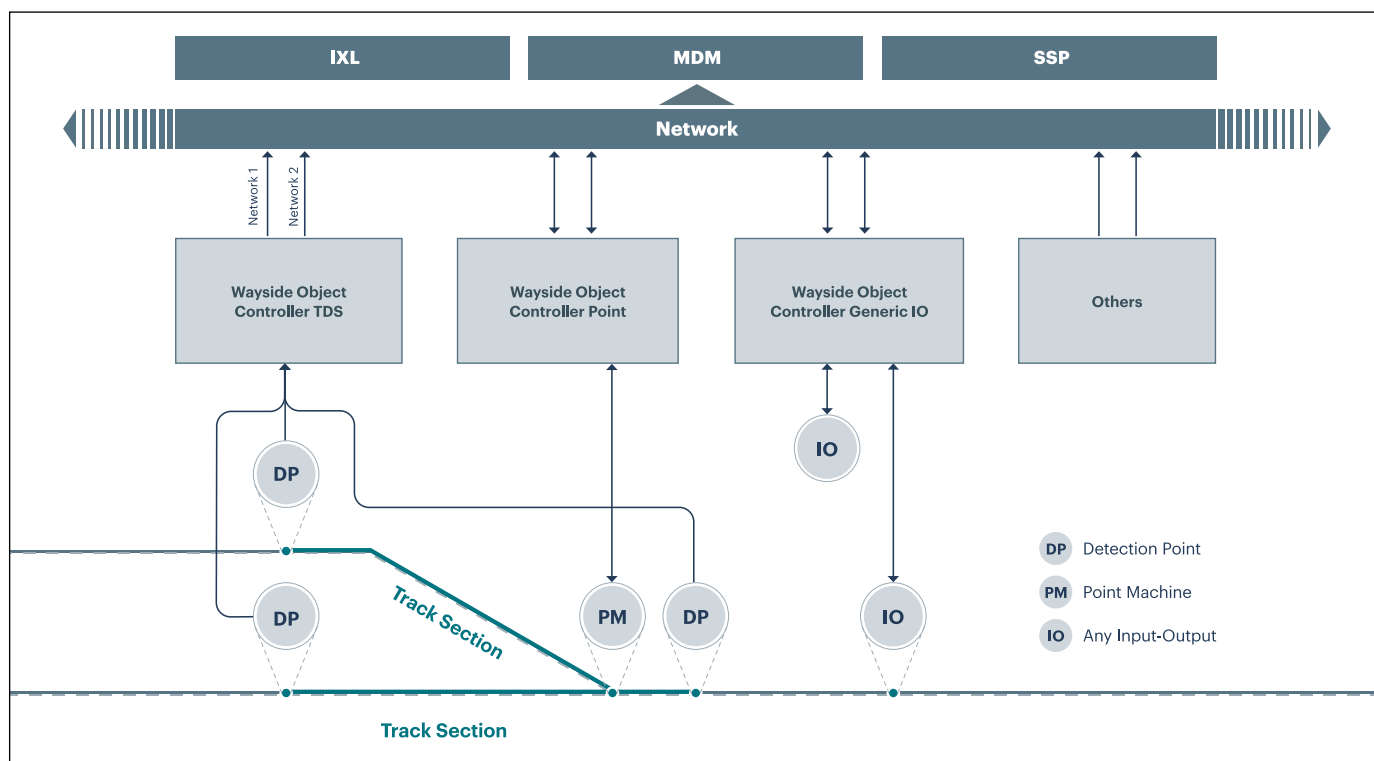 IXL
MDM
SSP
Network
Network 1
Network 2
Wayside Object
Controller TDS
Wayside Object
Controller Point
Wayside Object
Controller Generic IO
Others
DP
IO
DP
PM
DP
IO
Track Section
Track Section
DP Detection Point
PM Point Machine
IO Any Input-Output